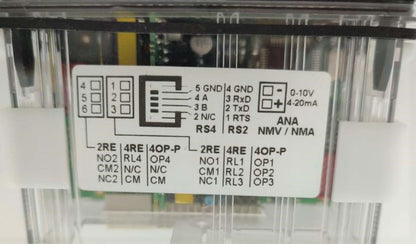 4 1
5 2
6 3
5 GND 4 GND
4 A 3 RxD
3 B 2 TxD
2 N/C 1 RTS
RS4 RS2
- 0-10V
+ 4-20mA
ANA
NMV / NMA
2RE 4RE 4OP-P
NO2 RL4 OP4
CM2 N/C N/C
NC2 CM CM
2RE 4RE 4OP-P
NO1 RL1 OP1
CM1 RL2 OP2
NC1 RL3 OP3